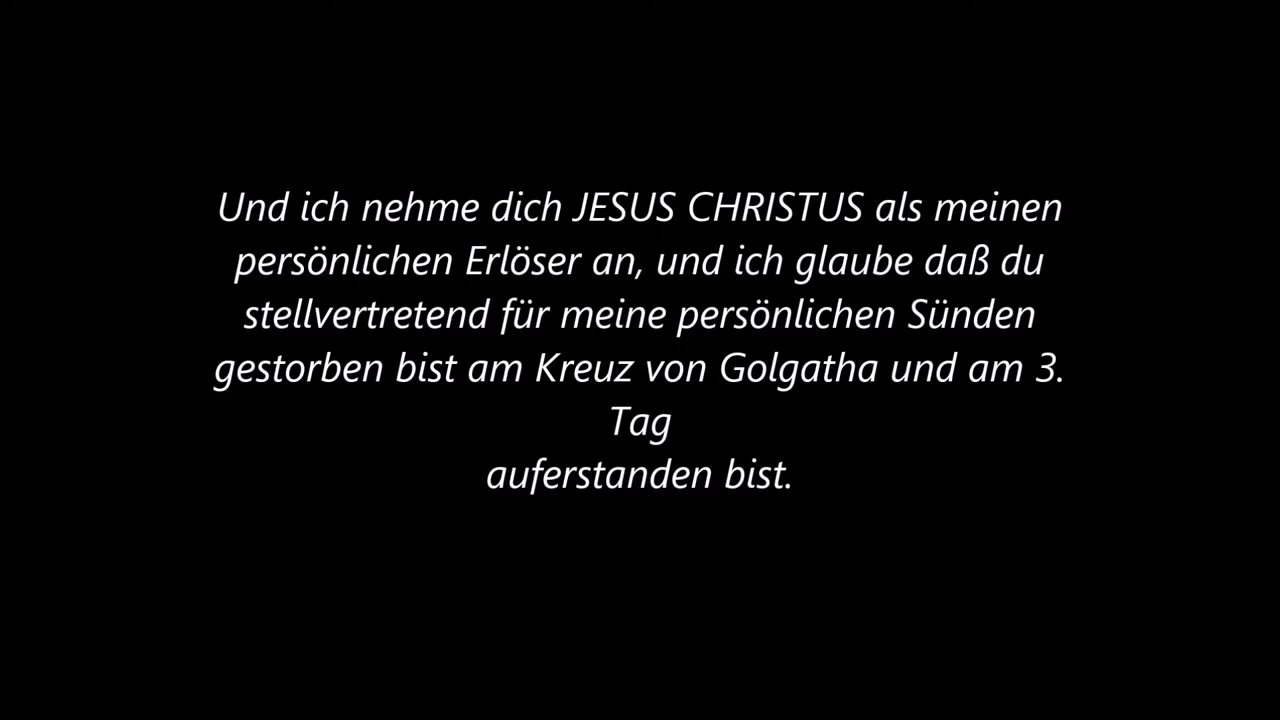 Und ich nehme dich JESUS CHRISTUS als meinen
persönlichen Erlöser an, und ich glaube daß du
stellvertretend für meine persönlichen Sünden
gestorben bist am Kreuz von Golgatha und am 3.
Tag
auferstanden bist.